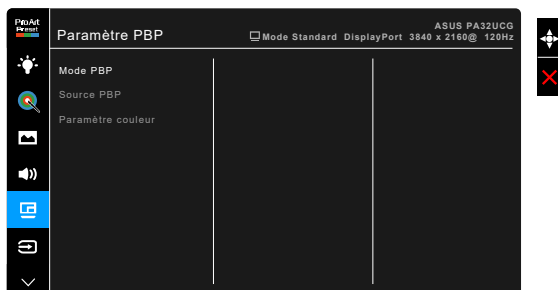 ProArt
Preset
Paramètre PBP
ASUS PA32UCG
Mode Standard DisplayPort 3840 x 2160@ 120Hz
Mode PBP
Source PBP
Paramètre couleur